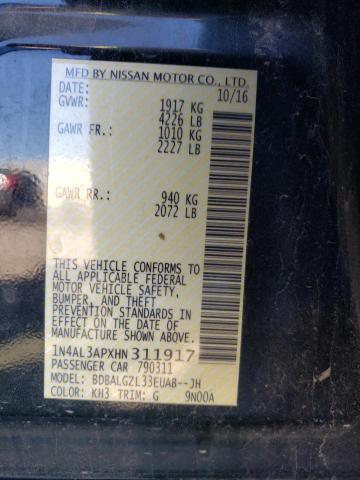 MFD BY NISSAN MOTOR CO., LTD.
DATE: 10/16
GVWR: 1917 KG
4226 LB
GAWR FR.: 1010 KG
2227 LB
GAWR RR.: 940 KG
2072 LB
THIS VEHICLE CONFORMS TO
ALL APPLICABLE FEDERAL
MOTOR VEHICLE SAFETY,
BUMPER, AND THEFT
PREVENTION STANDARDS IN
EFFECT ON THE DATE OF
MANUFACTURE SHOWN ABOVE.
1N4AL3APXHN311917
PASSENGER CAR 790311
MODEL: BDBALGZL33EUAB--JH
COLOR: KH3 TRIM: G 9N00A